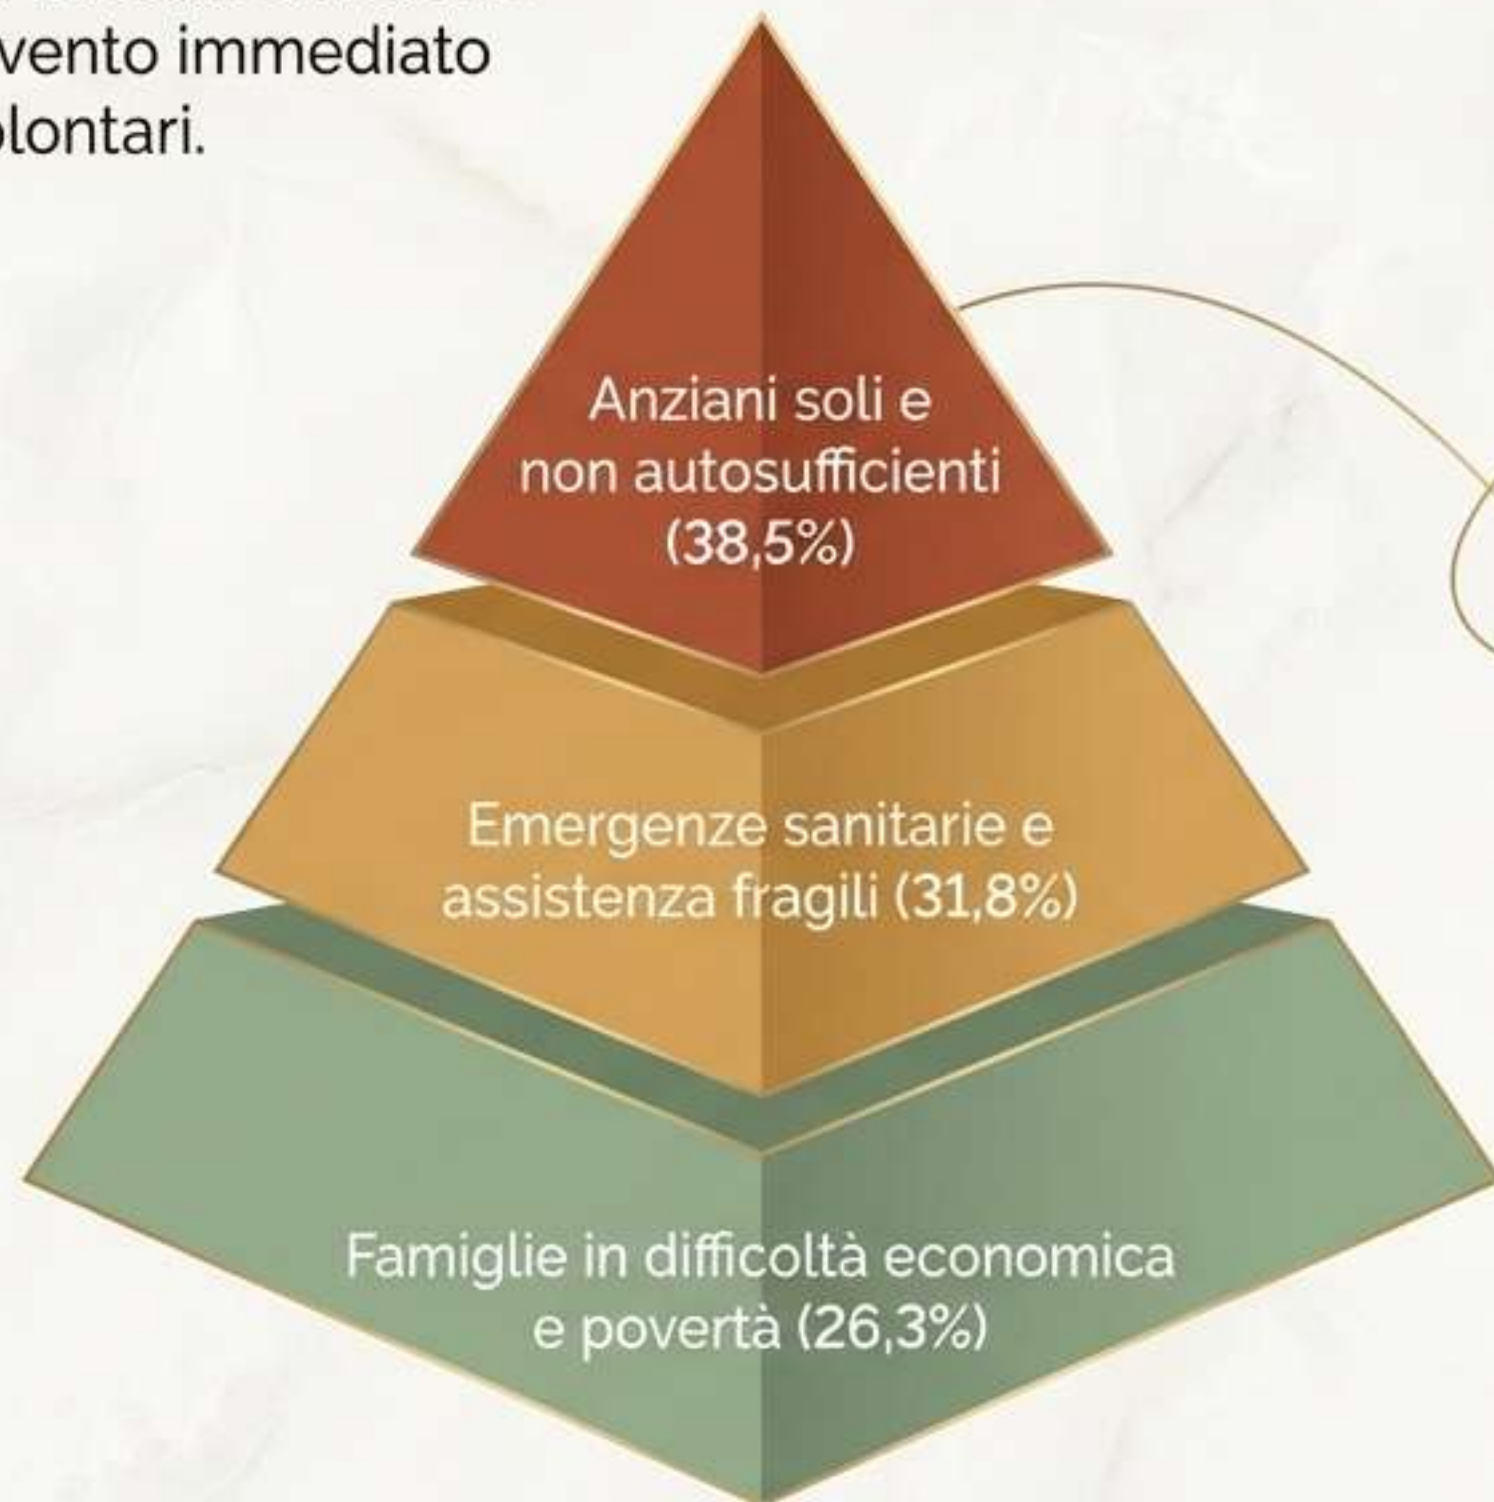 vento immediato
olontari.
Anziani soli e
non autosufficienti
(38,5%)
Emergenze sanitarie e
assistenza fragili (31,8%)
Famiglie in difficoltà economica
e povertà (26,3%)